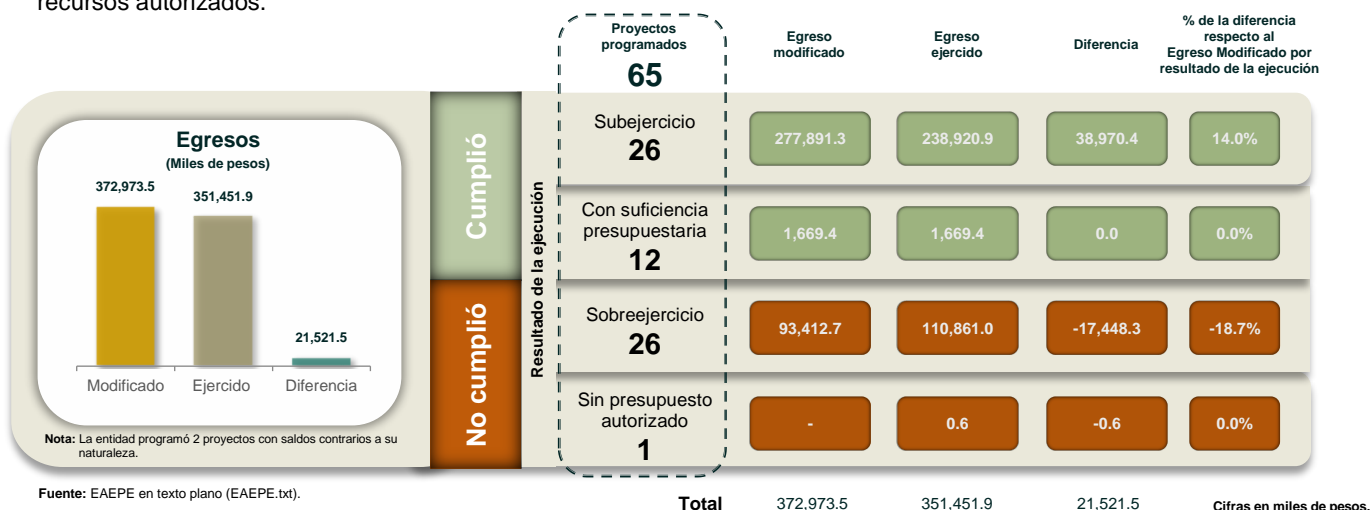 recursos autorizados.
Proyectos
programados
65
Egreso
modificado
Egreso
ejercido
Diferencia
% de la diferencia
respecto al
Egreso Modificado por
resultado de la ejecución
Egresos
(Miles de pesos)
372,973.5
351,451.9
21,521.5
Modificado
Ejercido
Diferencia
Nota: La entidad programó 2 proyectos con saldos contrarios a su
naturaleza.
Cumplió
No cumplió
Resultado de la ejecución
Subejercicio
26
277,891.3
238,920.9
38,970.4
14.0%
Con suficiencia
presupuestaria
12
1,669.4
1,669.4
0.0
0.0%
Sobreejercicio
26
93,412.7
110,861.0
-17,448.3
-18.7%
Sin presupuesto
autorizado
1
-
0.6
-0.6
0.0%
Fuente: EAEPE en texto plano (EAEPE.txt).
Total
372,973.5
351,451.9
21,521.5
Cifras en miles de pesos.